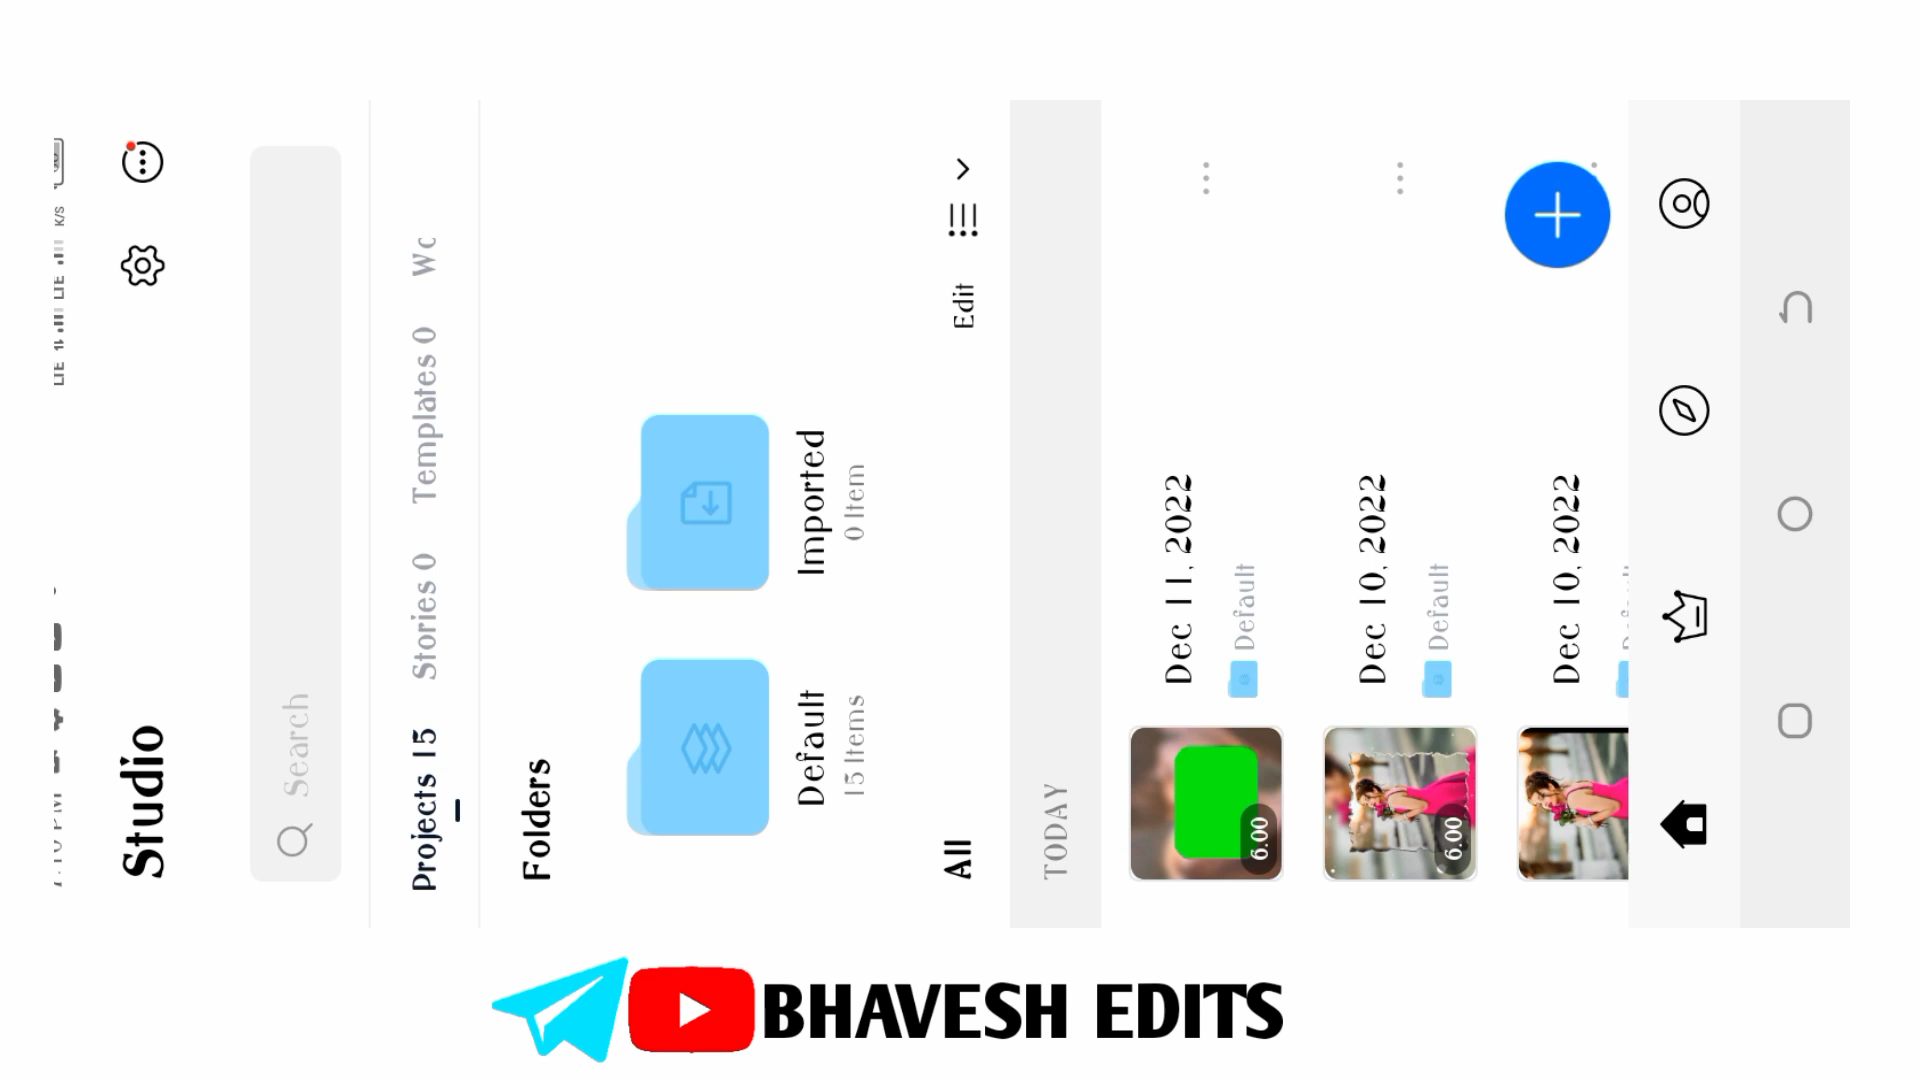 Studio
Search
Projects 15 Stories 0 Templates 0
Folders
Default
15 Items
Imported
0 Item
All Edit
TODAY
Dec 11, 2022
Default
6.00
Dec 10, 2022
Default
6.00
Dec 10, 2022
BHAVESH EDITS